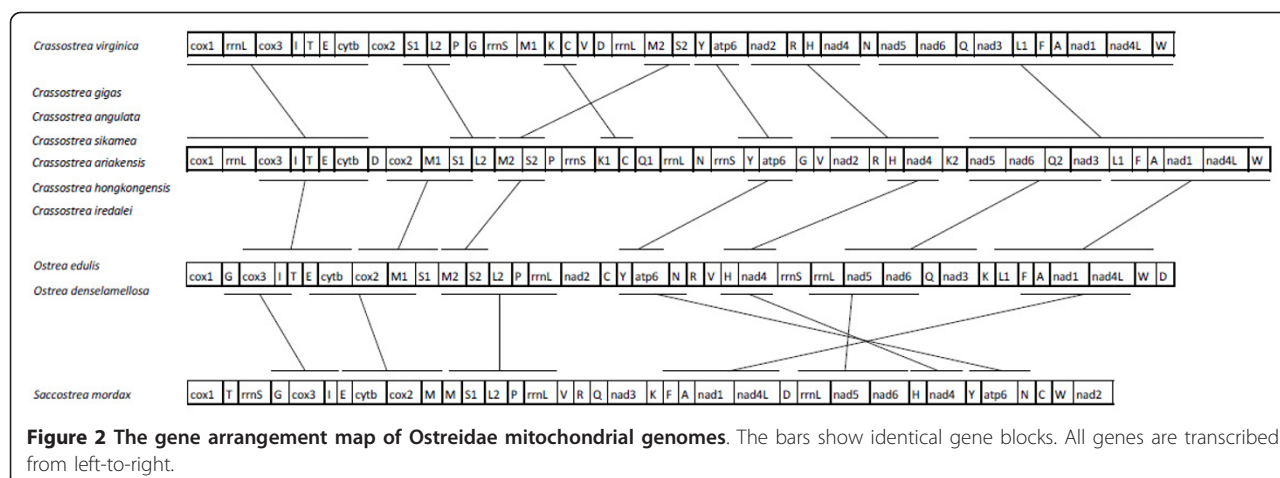 Crassostrea virginica
cox1 rrnL cox3 I T E cytb cox2 S1 L2 P G rrnS M1 K C V D rrnL M2 S2 Y atp6 nad2 R H nad4 N nad5 nad6 Q nad3 L1 F A nad1 nad4L W
Crassostrea gigas
Crassostrea angulata
Crassostrea sikamea
Crassostrea ariakensis
cox1 rrnL cox3 I T E cytb D cox2 M1 S1 L2 M2 S2 P rrnS K1 C Q1 rrnL N rrnS Y atp6 G V nad2 R H nad4 K2 nad5 nad6 Q2 nad3 L1 F A nad1 nad4L W
Crassostrea hongkongensis
Crassostrea iredalei
Ostrea edulis
cox1 G cox3 I T E cytb cox2 M1 S1 M2 S2 L2 P rrnL nad2 C Y atp6 N R V H nad4 rrnS rrnL nad5 nad6 Q nad3 K L1 F A nad1 nad4L W D
Ostrea denselamellosa
Saccostrea mordax
cox1 T rrnS G cox3 I E cytb cox2 M M S1 L2 P rrnL V R Q nad3 K F A nad1 nad4L D rrnL nad5 nad6 H nad4 Y atp6 N C W nad2
Figure 2 The gene arrangement map of Ostreidae mitochondrial genomes. The bars show identical gene blocks. All genes are transcribed
from left-to-right.